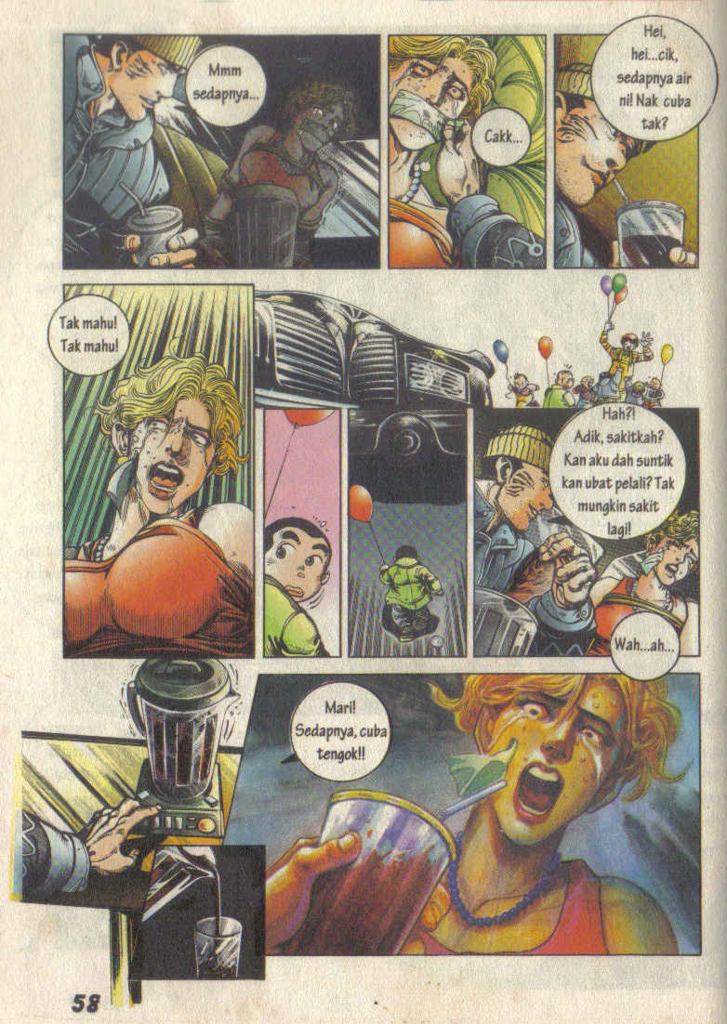 Mmm
sedapnya...
Cakk...
Hei,
hei...cik,
sedapnya air
ni! Nak cuba
tak?
Tak mahu!
Tak mahu!
Hah?!
Adik, sakitkah?
Kan aku dah suntik
kan ubat pelali? Tak
mungkin sakit
lagi!
Wah...ah...
Mari!
Sedapnya, cuba
tengok!!
58